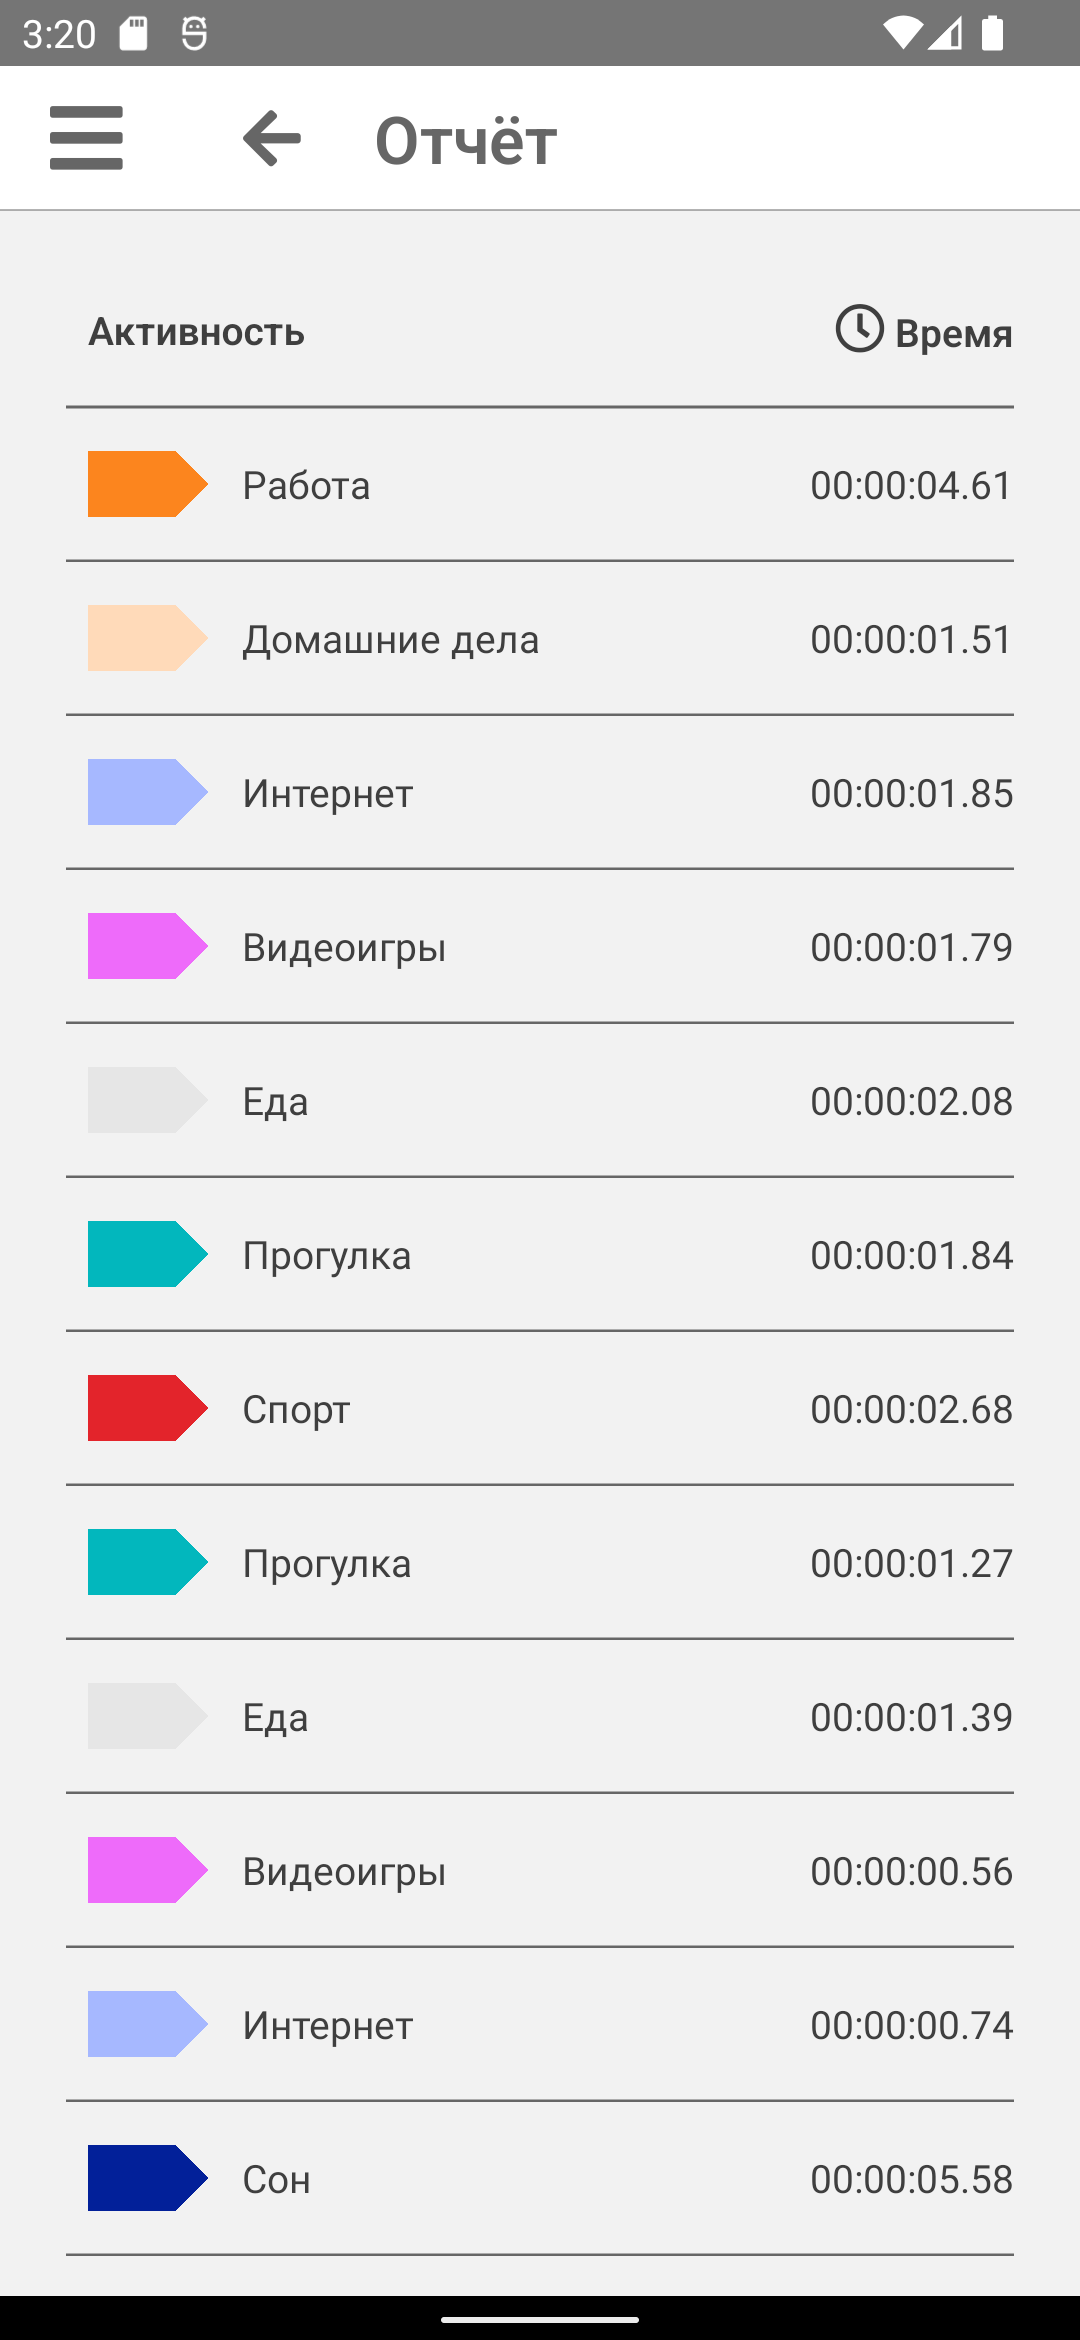 3:20
Отчёт
Активность Время
Работа 00:00:04.61
Домашние дела 00:00:01.51
Интернет 00:00:01.85
Видеоигры 00:00:01.79
Еда 00:00:02.08
Прогулка 00:00:01.84
Спорт 00:00:02.68
Прогулка 00:00:01.27
Еда 00:00:01.39
Видеоигры 00:00:00.56
Интернет 00:00:00.74
Сон 00:00:05.58